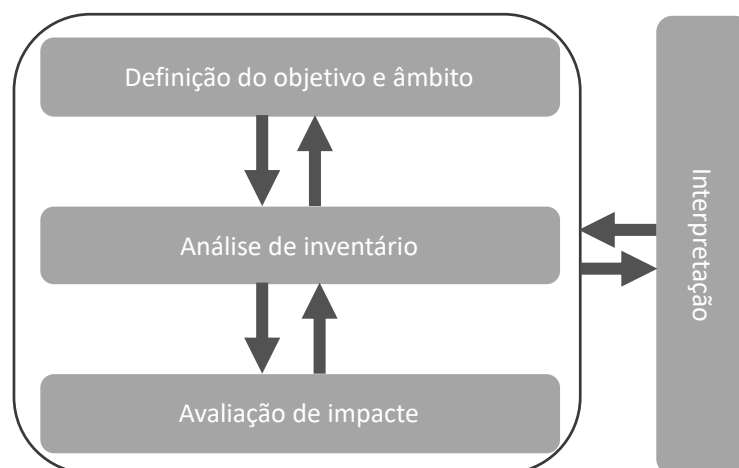 Definição do objetivo e âmbito
Análise de inventário
Avaliação de impacte
Interpretação